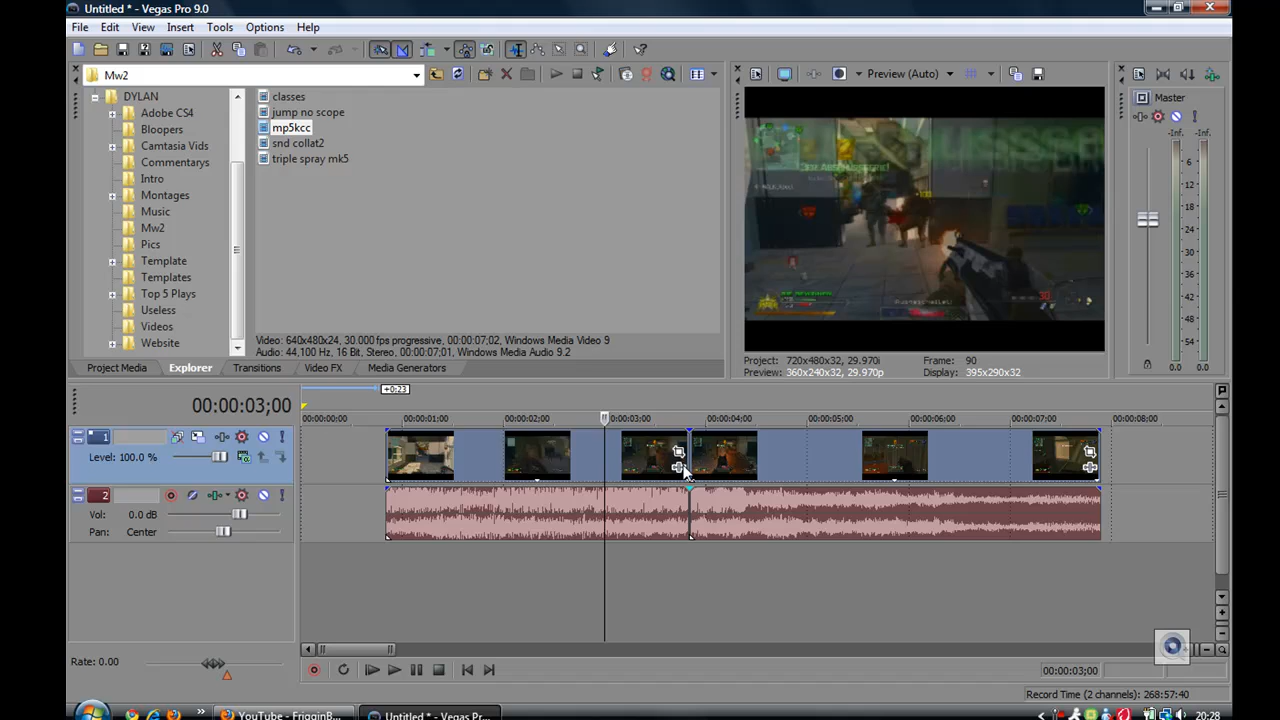 Untitled * - Vegas Pro 9.0
File Edit View Insert Tools Options Help
Mw2
Preview (Auto)
Master
DYLAN
Adobe CS4
Bloopers
Camtasia Vids
Commentarys
Intro
Montages
Music
Mw2
Pics
Template
Templates
Top 5 Plays
Useless
Videos
Website
classes
jump no scope
mp5kcc
snd collat2
triple spray mk5
-Inf. -Inf.
6
12
18
24
30
36
42
48
54
0.0 0.0
Video: 640x480x24, 30.000 fps progressive, 00:00:07;02, Windows Media Video 9
Audio: 44,100 Hz, 16 Bit, Stereo, 00:00:07;01, Windows Media Audio 9.2
Project Media Explorer Transitions Video FX Media Generators
Project: 720x480x32, 29.970i Frame: 90
Preview: 360x240x32, 29.970p Display: 395x290x32
+0:23
00:00:03;00
00:00:00;00 00:00:01;00 00:00:02;00 00:00:03;00 00:00:04;00 00:00:05;00 00:00:06;00 00:00:07;00 00:00:08;00
1
Level: 100.0 %
2
Vol: 0.0 dB
Pan: Center
Rate: 0.00
00:00:03;00
Record Time (2 channels): 268:57:40
YouTube - FrigginB...
Untitled * - Vegas Pr...
20:28